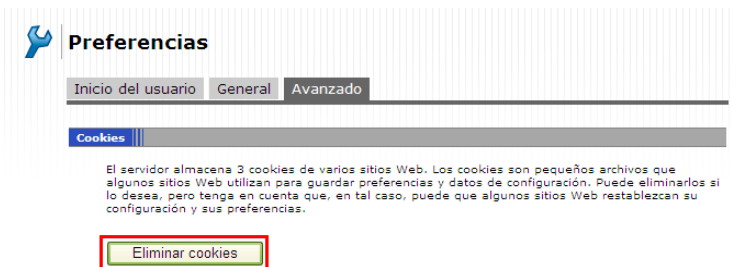 Preferencias
Inicio del usuario General Avanzado
Cookies
El servidor almacena 3 cookies de varios sitios Web. Los cookies son pequeños archivos que
algunos sitios Web utilizan para guardar preferencias y datos de configuración. Puede eliminarlos si
lo desea, pero tenga en cuenta que, en tal caso, puede que algunos sitios Web restablezcan su
configuración y sus preferencias.
Eliminar cookies